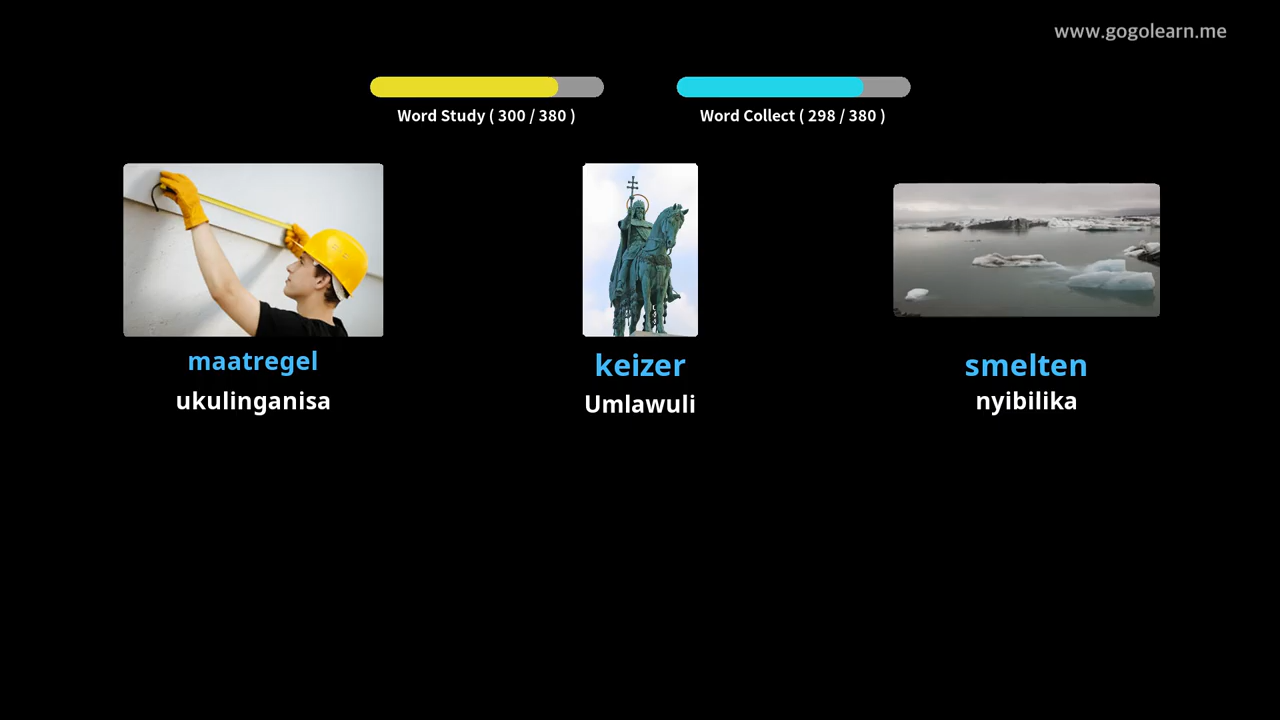 www.gogolearn.me
Word Study ( 300 / 380 )
Word Collect ( 298 / 380 )
maatregel
ukulinganisa
keizer
Umlawuli
smelten
nyibilika